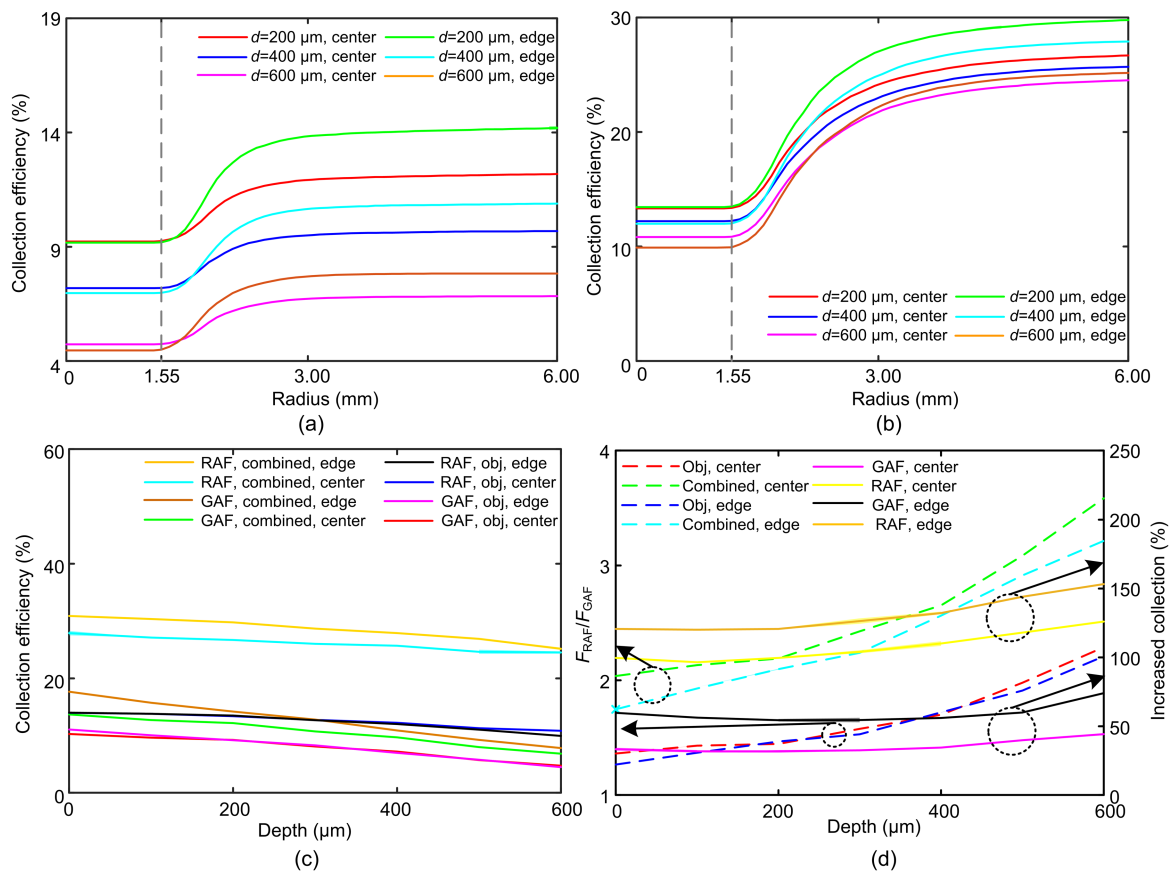 19
14
9
4
Collection efficiency (%)
d=200 µm, center
d=200 µm, edge
d=400 µm, center
d=400 µm, edge
d=600 µm, center
d=600 µm, edge
0
1.55
3.00
6.00
Radius (mm)
(a)
30
20
10
0
Collection efficiency (%)
d=200 µm, center
d=200 µm, edge
d=400 µm, center
d=400 µm, edge
d=600 µm, center
d=600 µm, edge
0
1.55
3.00
6.00
Radius (mm)
(b)
60
40
20
0
Collection efficiency (%)
RAF, combined, edge
RAF, obj, edge
RAF, combined, center
RAF, obj, center
GAF, combined, edge
GAF, obj, edge
GAF, combined, center
GAF, obj, center
0
200
400
600
Depth (µm)
(c)
4
3
2
1
FRAF/FGAF
Obj, center
GAF, center
Combined, center
RAF, center
Obj, edge
GAF, edge
Combined, edge
RAF, edge
250
200
150
100
50
0
Increased collection (%)
0
200
400
600
Depth (µm)
(d)